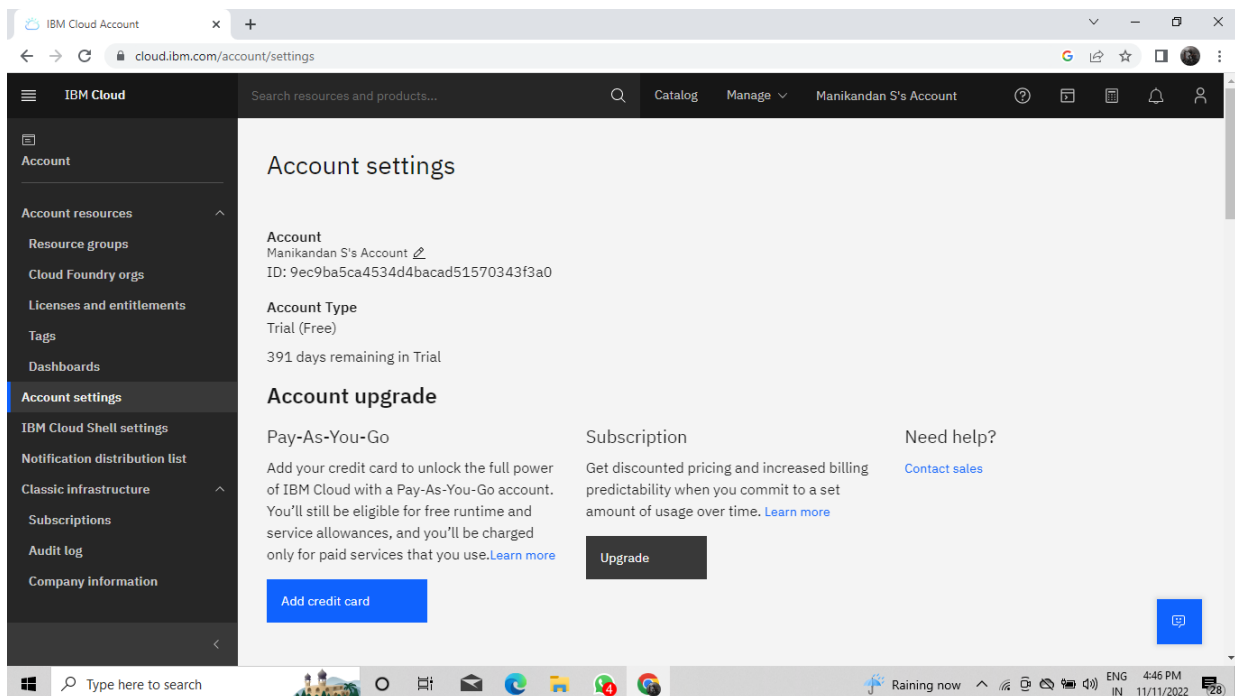 IBM Cloud Account
cloud.ibm.com/account/settings
IBM Cloud
Search resources and products...
Catalog
Manage
Manikandan S's Account
Account
Account resources
Resource groups
Cloud Foundry orgs
Licenses and entitlements
Tags
Dashboards
Account settings
IBM Cloud Shell settings
Notification distribution list
Classic infrastructure
Subscriptions
Audit log
Company information
Account settings
Account
Manikandan S's Account
ID: 9ec9ba5ca4534d4bacad51570343f3a0
Account Type
Trial (Free)
391 days remaining in Trial
Account upgrade
Pay-As-You-Go
Add your credit card to unlock the full power
of IBM Cloud with a Pay-As-You-Go account.
You'll still be eligible for free runtime and
service allowances, and you'll be charged
only for paid services that you use.Learn more
Add credit card
Subscription
Get discounted pricing and increased billing
predictability when you commit to a set
amount of usage over time. Learn more
Upgrade
Need help?
Contact sales
Type here to search
4
Raining now
ENG
IN
4:46 PM
11/11/2022
28